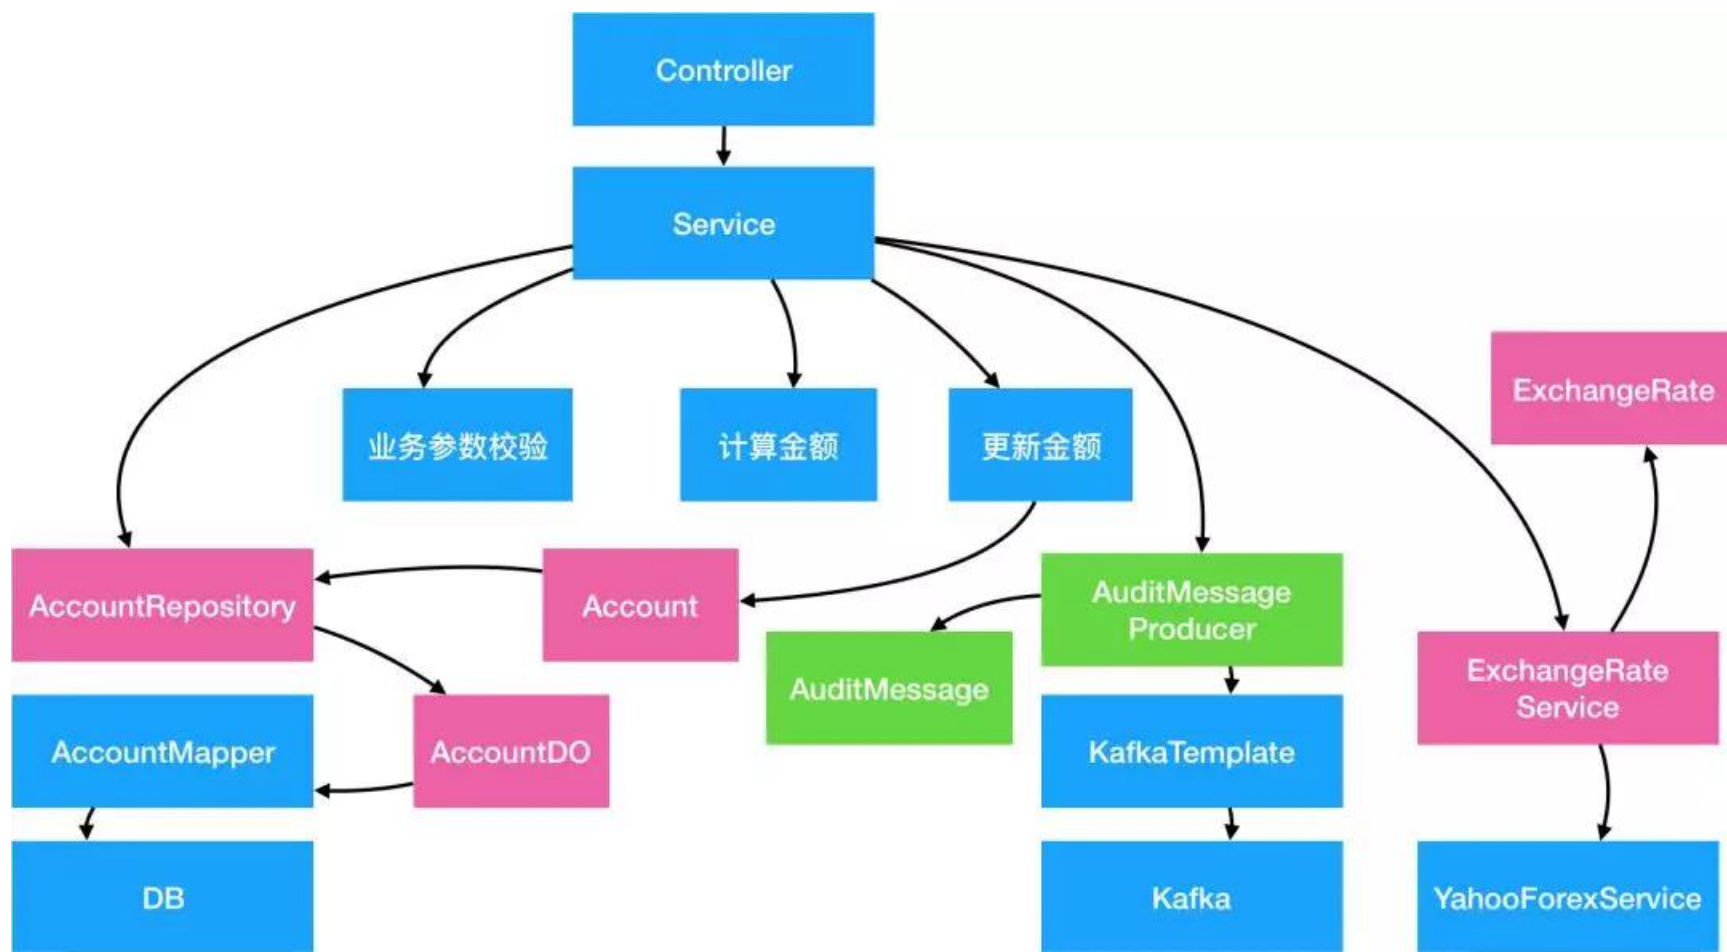 Controller
Service
ExchangeRate
业务参数校验
计算金额
更新金额
AccountRepository
Account
AuditMessage
Producer
AuditMessage
ExchangeRate
Service
AccountMapper
AccountDO
KafkaTemplate
DB
Kafka
YahooForexService